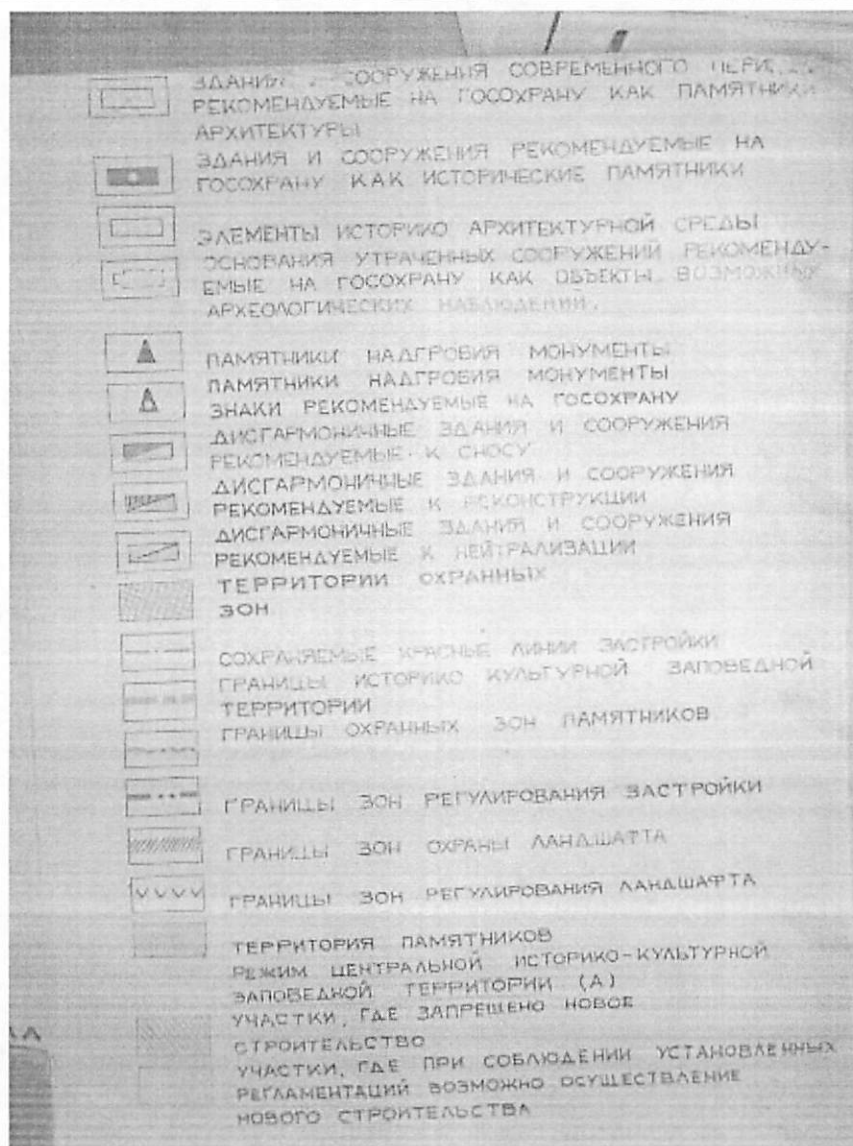 ЗДАНИЯ СООРУЖЕНИЯ СОВРЕМЕННОГО
РЕКОМЕНДУЕМЫЕ НА ГОСОХРАНУ КАК ПАМЯТНИКИ
АРХИТЕКТУРЫ
ЗДАНИЯ И СООРУЖЕНИЯ РЕКОМЕНДУЕМЫЕ НА
ГОСОХРАНУ КАК ИСТОРИЧЕСКИЕ ПАМЯТНИКИ
ЭЛЕМЕНТЫ ИСТОРИКО АРХИТЕКТУРНОЙ СРЕДЫ
ОСНОВАНИЯ УТРАЧЕННЫХ СООРУЖЕНИЙ РЕКОМЕНДУ-
ЕМЫЕ НА ГОСОХРАНУ КАК ОБЪЕКТЫ ВОЗМОЖНЫХ
АРХЕОЛОГИЧЕСКИХ НАБЛЮДЕНИЙ.
ПАМЯТНИКИ НАДГРОБИЯ МОНУМЕНТЫ
ПАМЯТНИКИ НАДГРОБИЯ МОНУМЕНТЫ
ЗНАКИ РЕКОМЕНДУЕМЫЕ НА ГОСОХРАНУ
ДИСГАРМОНИЧНЫЕ ЗДАНИЯ И СООРУЖЕНИЯ
РЕКОМЕНДУЕМЫЕ К СНОСУ
ДИСГАРМОНИЧНЫЕ ЗДАНИЯ И СООРУЖЕНИЯ
РЕКОМЕНДУЕМЫЕ К РЕКОНСТРУКЦИИ
ДИСГАРМОНИЧНЫЕ ЗДАНИЯ И СООРУЖЕНИЯ
РЕКОМЕНДУЕМЫЕ К НЕЙТРАЛИЗАЦИИ
ТЕРРИТОРИИ ОХРАННЫХ
ЗОН
СОХРАНЯЕМЫЕ КРАСНЫЕ ЛИНИИ ЗАСТРОЙКИ
ГРАНИЦЫ ИСТОРИКО КУЛЬТУРНОЙ ЗАПОВЕДНОЙ
ТЕРРИТОРИИ
ГРАНИЦЫ ОХРАННЫХ ЗОН ПАМЯТНИКОВ
ГРАНИЦЫ ЗОН РЕГУЛИРОВАНИЯ ЗАСТРОЙКИ
ГРАНИЦЫ ЗОН ОХРАНЫ ЛАНДШАТТА
ГРАНИЦЫ ЗОН РЕГУЛИРОВАНИЯ ЛАНДШАФТА
ТЕРРИТОРИЯ ПАМЯТНИКОВ
РЕЖИМ ЦЕНТРАЛЬНОЙ ИСТОРИКО-КУЛЬТУРНОЙ
ЗАПОВЕДНОЙ ТЕРРИТОРИИ (А)
УЧАСТКИ, ГДЕ ЗАПРЕЩЕНО НОВОЕ
СТРОИТЕЛЬСТВО
УЧАСТКИ, ГДЕ ПРИ СОБЛЮДЕНИИ УСТАНОВЛЕННЫХ
РЕГЛАМЕНТАЦИЙ ВОЗМОЖНО ОСУЩЕСТВЛЕНИЕ
НОВОГО СТРОИТЕЛЬСТВА